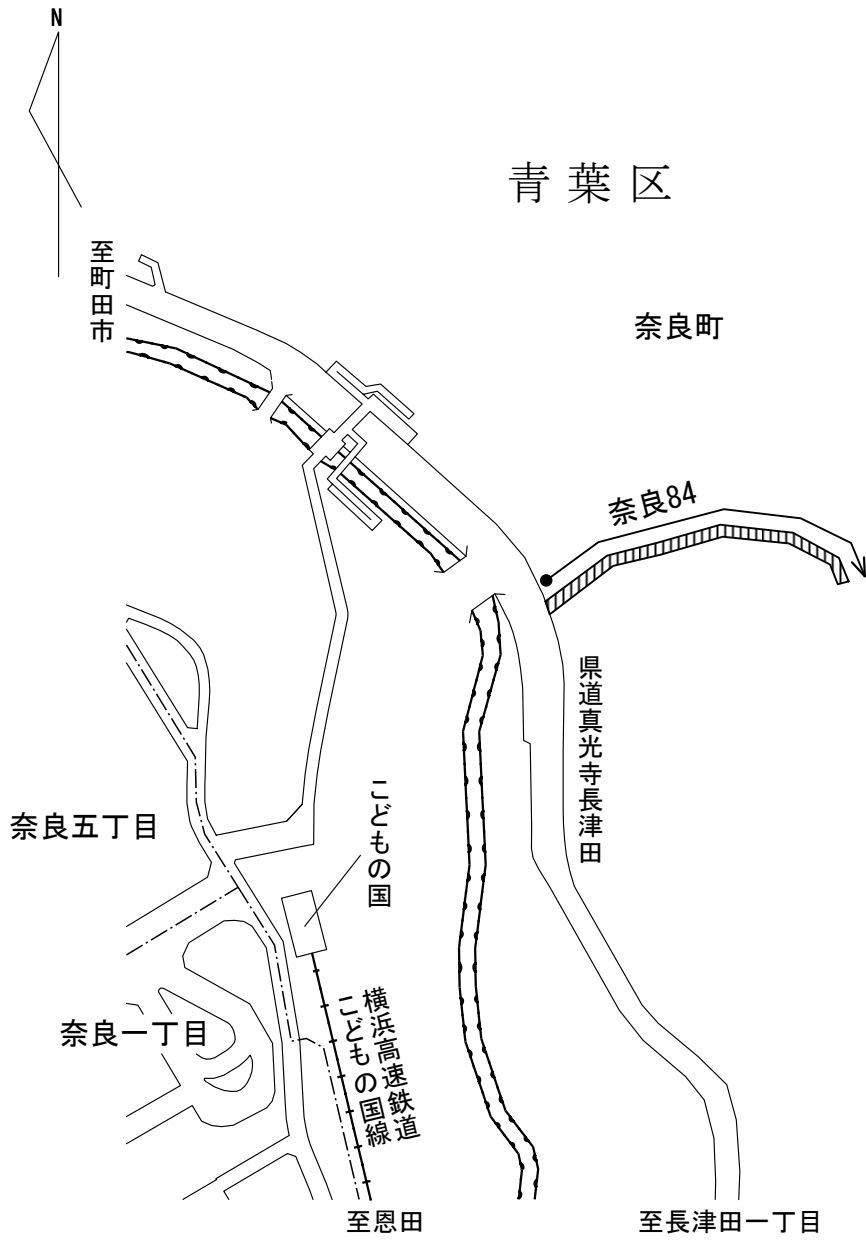 N
青葉区
至町田市
奈良町
奈良84
県道真光寺長津田
こどもの国
奈良五丁目
奈良一丁目
横浜高速鉄道
こどもの国線
至恩田
至長津田一丁目